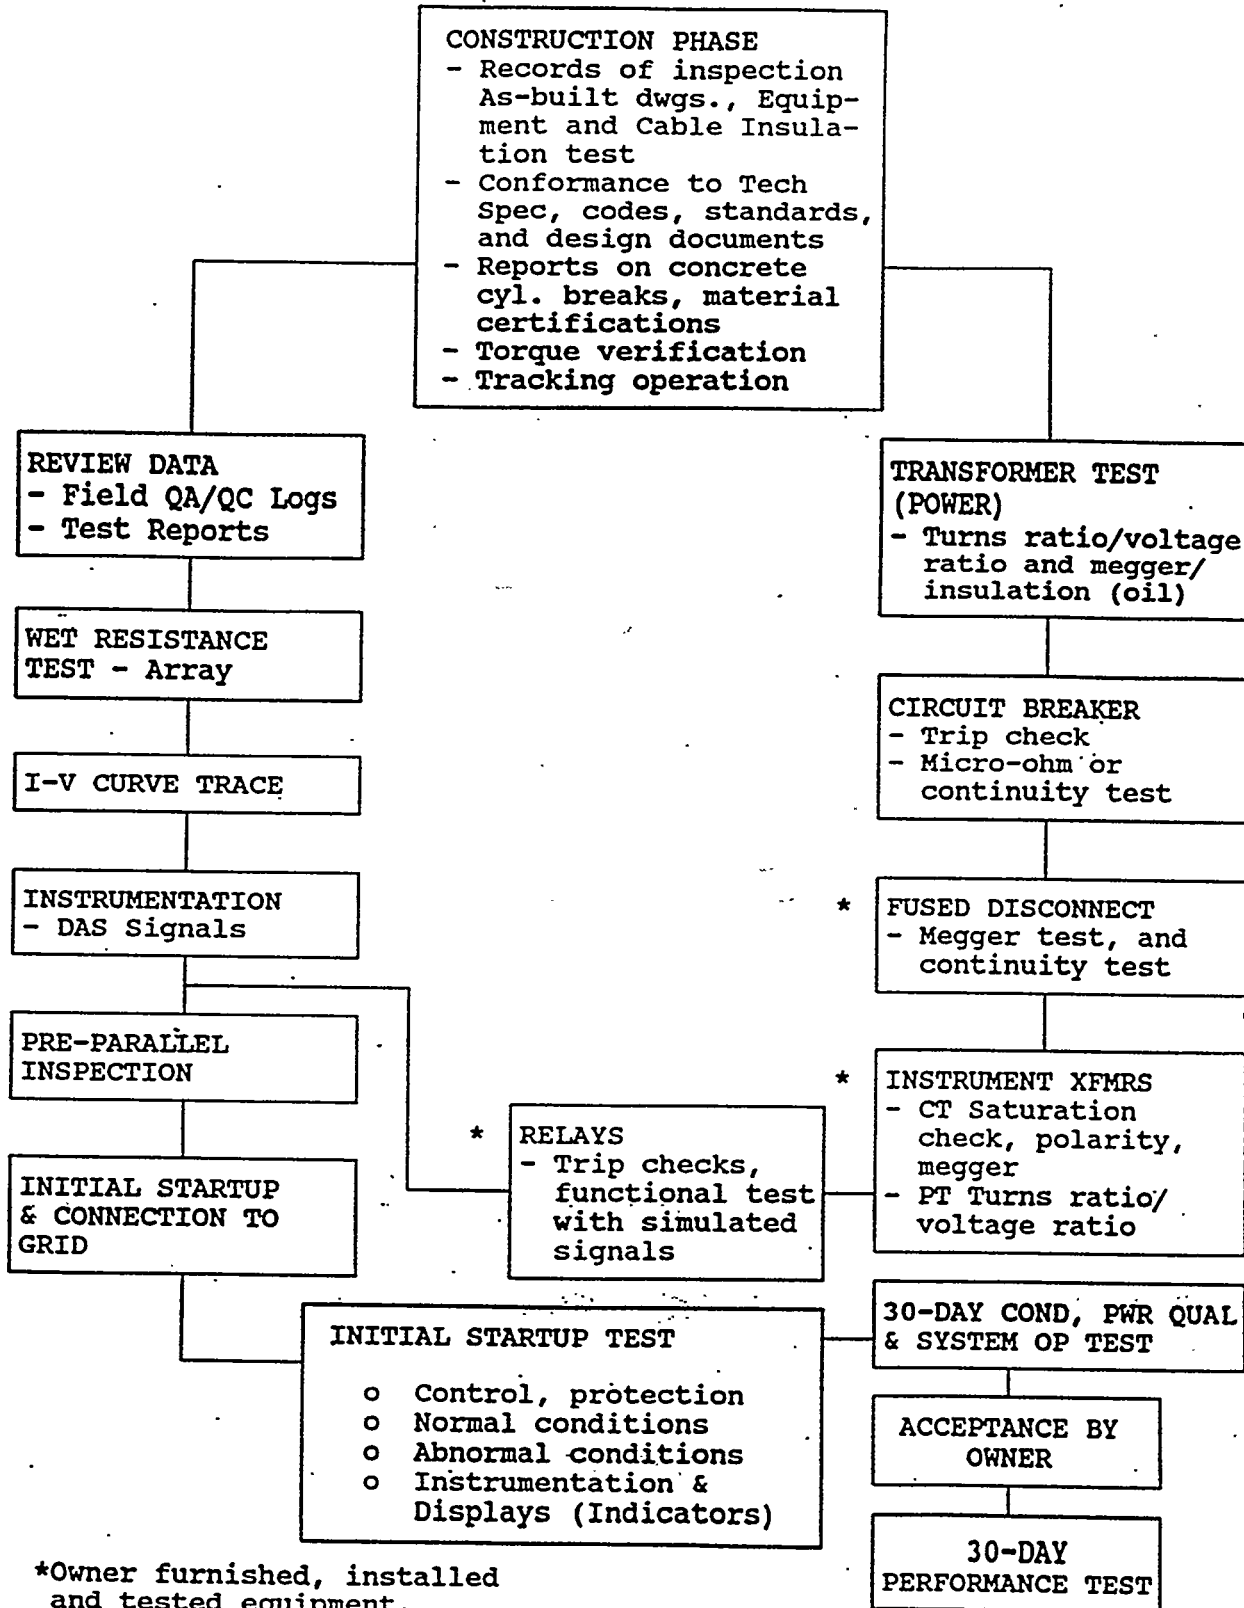 CONSTRUCTION PHASE
- Records of inspection
As-built dwgs., Equip-
ment and Cable Insula-
tion test
- Conformance to Tech
Spec, codes, standards,
and design documents
- Reports on concrete
cyl. breaks, material
certifications
- Torque verification
- Tracking operation
REVIEW DATA
- Field QA/QC Logs
- Test Reports
WET RESISTANCE
TEST - Array
I-V CURVE TRACE
INSTRUMENTATION
- DAS Signals
PRE-PARALLEL
INSPECTION
INITIAL STARTUP
& CONNECTION TO
GRID
TRANSFORMER TEST
(POWER)
- Turns ratio/voltage
ratio and megger/
insulation (oil)
CIRCUIT BREAKER
- Trip check
- Micro-ohm or
continuity test
* FUSED DISCONNECT
- Megger test, and
continuity test
* INSTRUMENT XFMRS
- CT Saturation
check, polarity,
megger
- PT Turns ratio/
voltage ratio
* RELAYS
- Trip checks,
functional test
with simulated
signals
INITIAL STARTUP TEST
o Control, protection
o Normal conditions
o Abnormal conditions
o Instrumentation &
Displays (Indicators)
30-DAY COND, PWR QUAL
& SYSTEM OP TEST
ACCEPTANCE BY
OWNER
30-DAY
PERFORMANCE TEST
*Owner furnished, installed
and tested equipment.